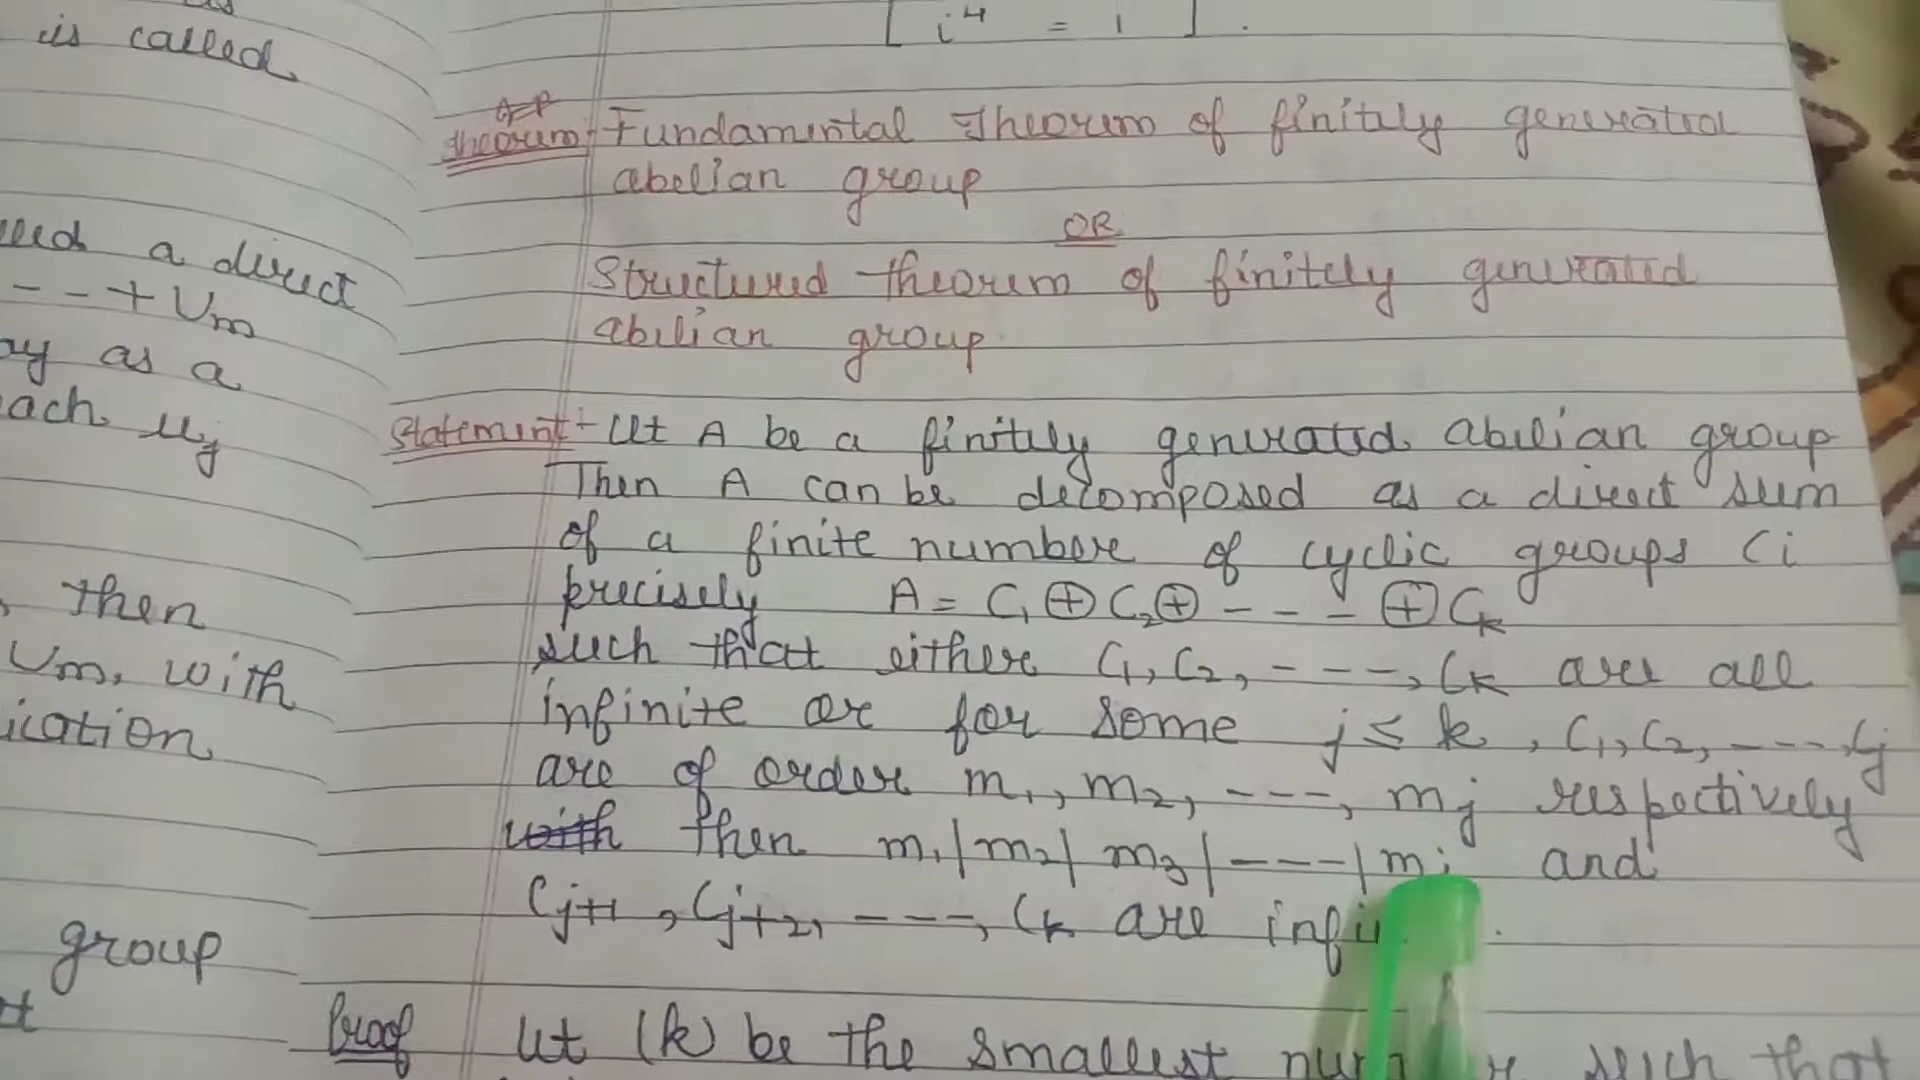 is called
[ i⁴ = 1 ].
theorem:- Fundamental Theorem of finitely generated
abelian group
OR
Structured theorem of finitely generated
abelian group.
a direct
---+ Um
as a
uj
then
Um, with
group
Statement:- Let A be a finitely generated abelian group
Then A can be decomposed as a direct sum
of a finite number of cyclic groups Ci
precisely A = C₁ ⊕ C₂ ⊕ - - - ⊕ Ck
such that either C₁, C₂, ----, Ck are all
infinite or for some j ≤ k, C₁, C₂, ----, Cj
are of order m₁, m₂, ----, mj respectively
with then m₁ | m₂ | m₃ | ---- | mj and
Cj+1, Cj+2, ----, Ck are
Proof Let (k) be the smallest such that